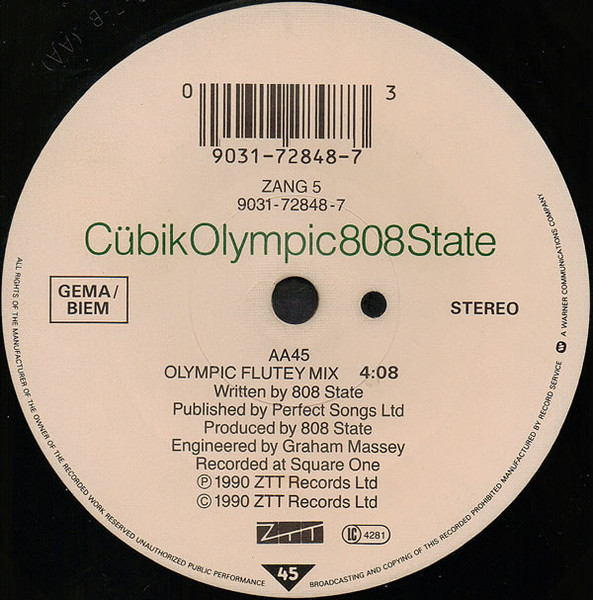 0 3
9031-72848-7
ZANG 5
9031-72848-7
CübikOlympic808State
GEMA/
BIEM
STEREO
AA45
OLYMPIC FLUTEY MIX 4:08
Written by 808 State
Published by Perfect Songs Ltd
Produced by 808 State
Engineered by Graham Massey
Recorded at Square One
Ⓟ 1990 ZTT Records Ltd
© 1990 ZTT Records Ltd
ZTT LC 4281
45
ALL RIGHTS OF THE MANUFACTURER OF THE OWNER OF THE RECORDED WORK RESERVED UNAUTHORIZED PUBLIC PERFORMANCE BROADCASTING AND COPYING OF THIS RECORDED PROHIBITED MANUFACTURED BY RECORD SERVICE A WARNER COMMUNICATIONS COMPANY